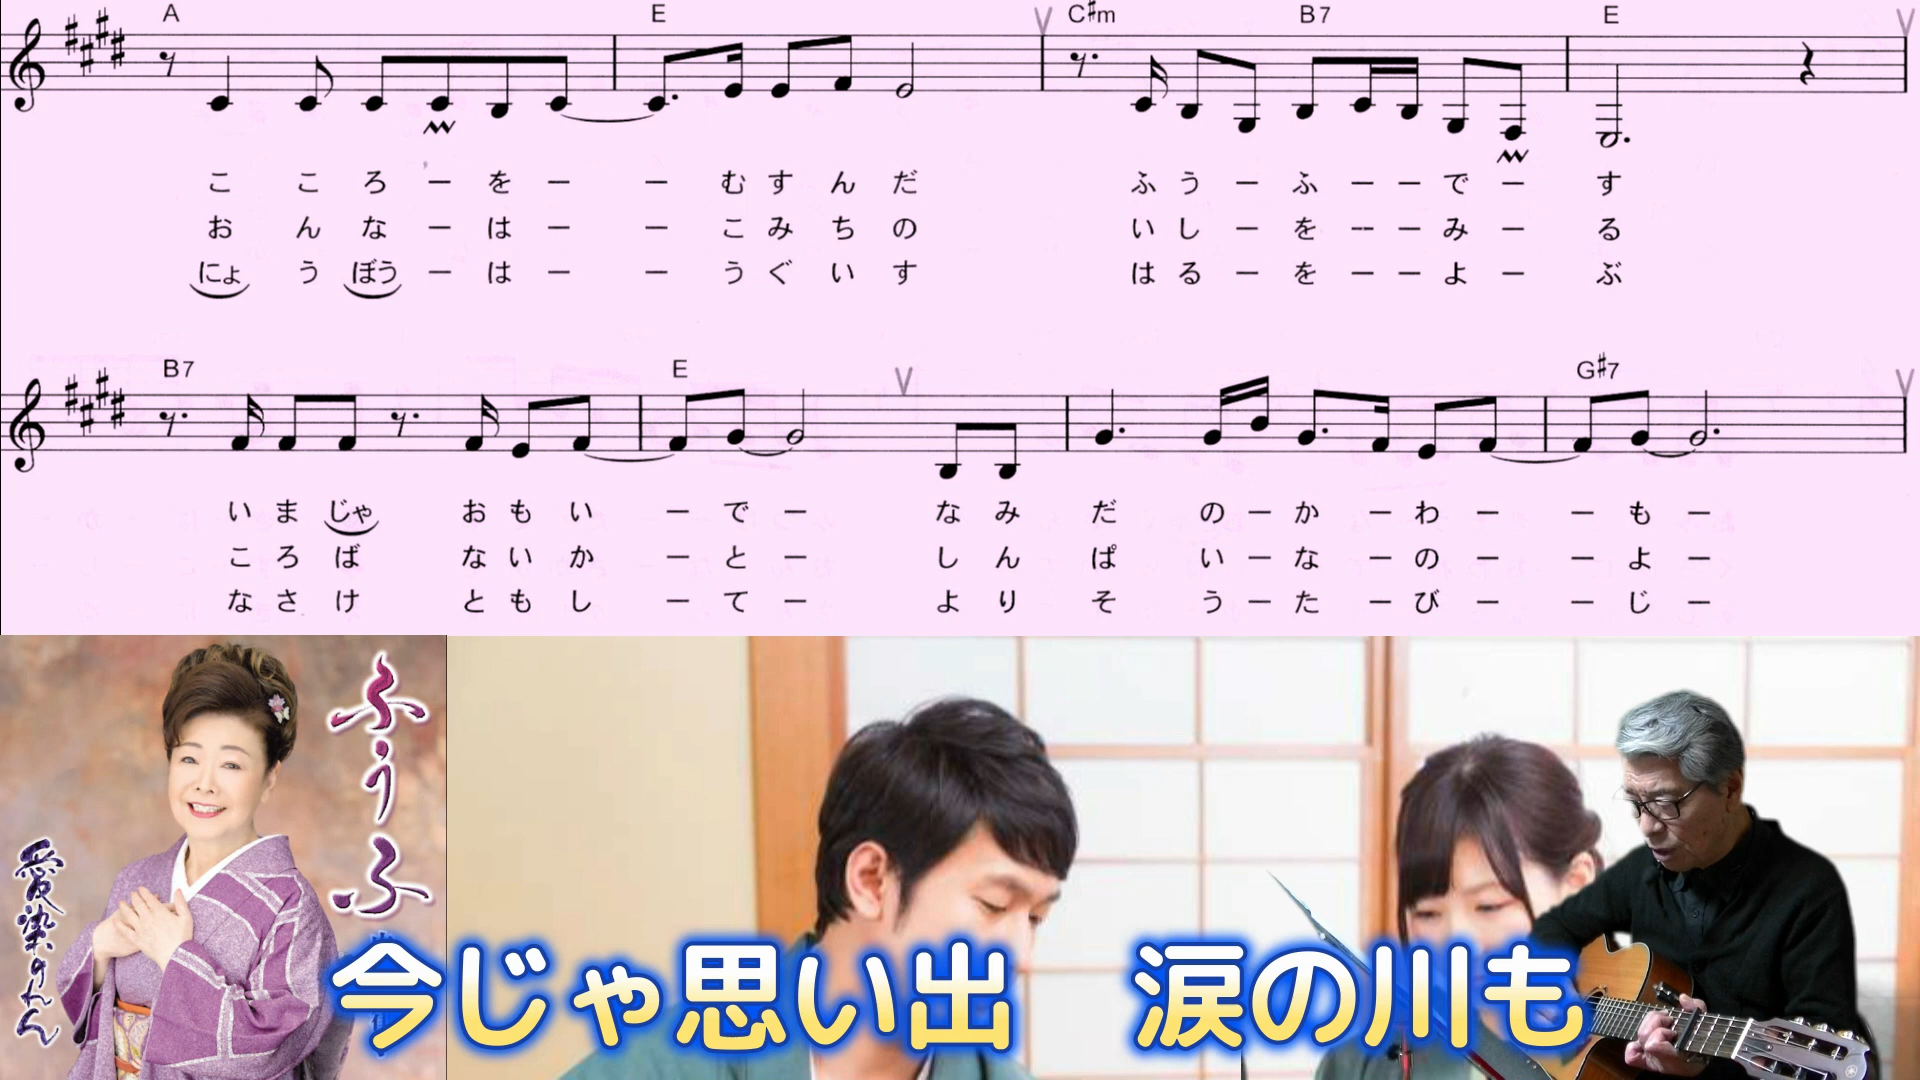 A E C#m B7 E
こ こ ろ ー を ー ー む す ん だ ふ う ー ふ ー ー で ー す
お ん な ー は ー ー こ み ち の い し ー を ー ー み ー る
にょ う ぼう ー は ー ー う ぐ い す は る ー を ー ー よ ー ぶ
B7 E G#7
い ま じゃ お も い ー で ー な み だ の ー か ー わ ー ー も ー
こ ろ ば な い か ー と ー し ん ぱ い ー な ー の ー ー よ ー
な さ け と も し ー て ー よ り そ う ー た ー び ー ー じ ー
ふうふ
愛染かれん
今じゃ思い出 涙の川も